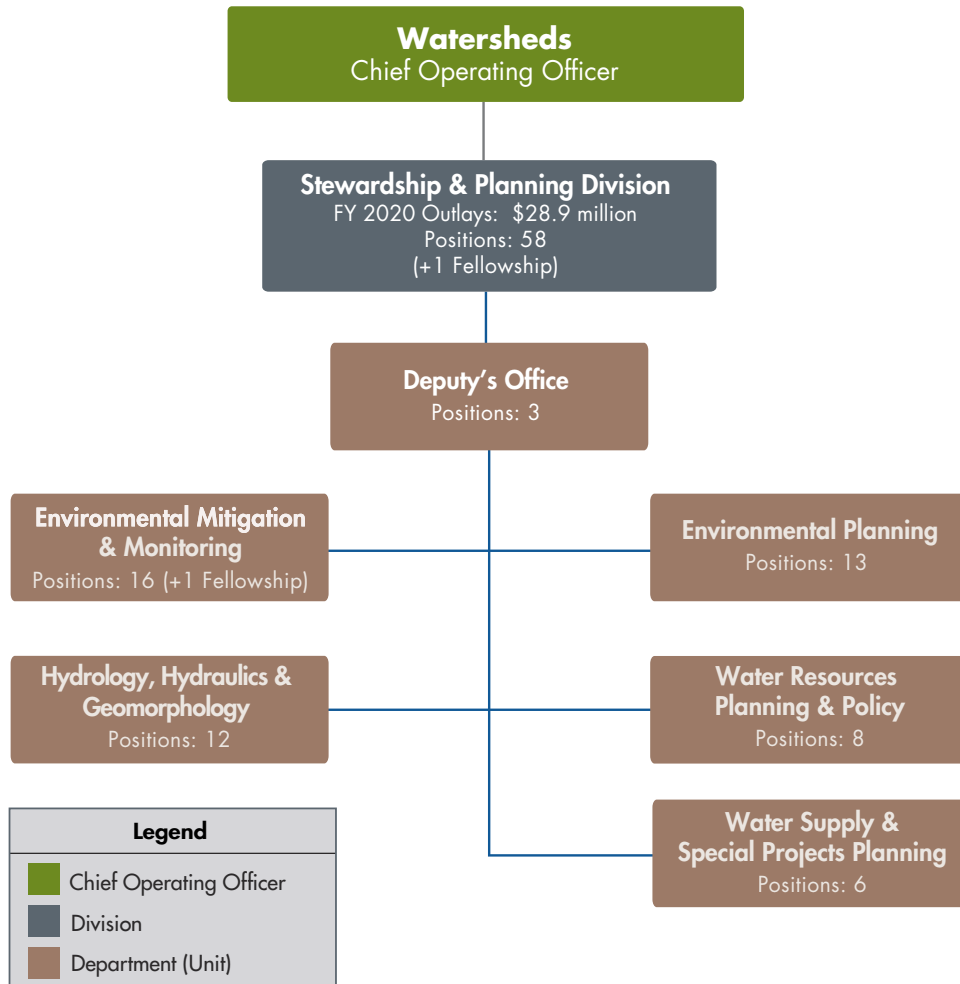 Watersheds
Chief Operating Officer
Stewardship & Planning Division
FY 2020 Outlays: $28.9 million
Positions: 58
(+1 Fellowship)
Deputy’s Office
Positions: 3
Environmental Mitigation
& Monitoring
Positions: 16 (+1 Fellowship)
Environmental Planning
Positions: 13
Hydrology, Hydraulics &
Geomorphology
Positions: 12
Water Resources
Planning & Policy
Positions: 8
Water Supply &
Special Projects Planning
Positions: 6
Legend
Chief Operating Officer
Division
Department (Unit)